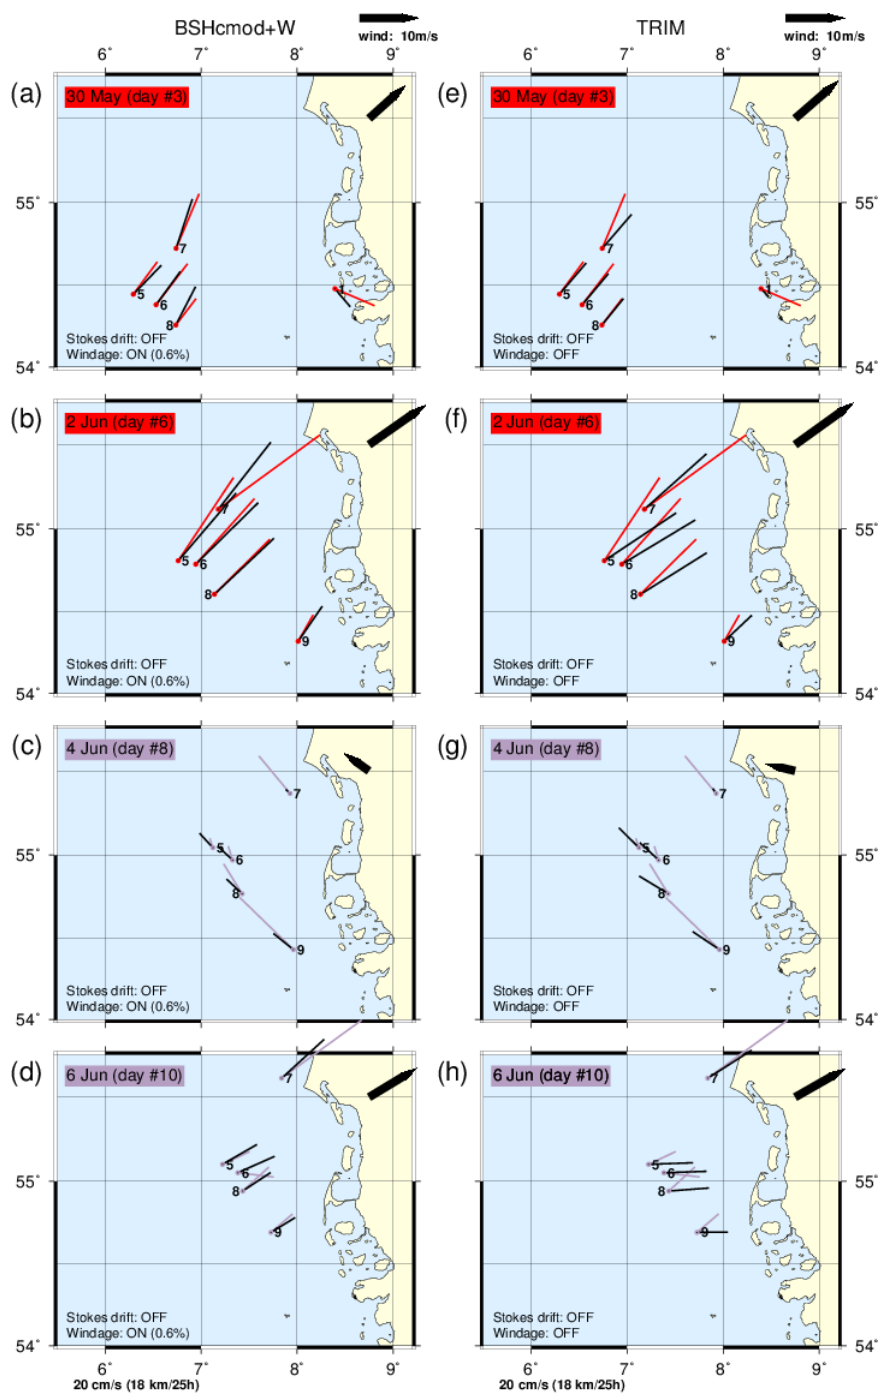 BSHcmod+W
TRIM
wind: 10m/s
wind: 10m/s
6° 7° 8° 9°
6° 7° 8° 9°
(a)
30 May (day #3)
55°
7
5
6
8
1
Stokes drift: OFF
Windage: ON (0.6%)
54°
(e)
30 May (day #3)
55°
7
5
6
8
1
Stokes drift: OFF
Windage: OFF
54°
(b)
2 Jun (day #6)
55°
7
5
6
8
9
Stokes drift: OFF
Windage: ON (0.6%)
54°
(f)
2 Jun (day #6)
55°
7
5
6
8
9
Stokes drift: OFF
Windage: OFF
54°
(c)
4 Jun (day #8)
7
5
6
55°
8
9
Stokes drift: OFF
Windage: ON (0.6%)
54°
(g)
4 Jun (day #8)
7
5
6
55°
8
9
Stokes drift: OFF
Windage: OFF
54°
(d)
6 Jun (day #10)
7
5
6
55°
8
9
Stokes drift: OFF
Windage: ON (0.6%)
54°
(h)
6 Jun (day #10)
7
5
6
55°
8
9
Stokes drift: OFF
Windage: OFF
54°
6° 7° 8° 9°
6° 7° 8° 9°
20 cm/s (18 km/25h)
20 cm/s (18 km/25h)